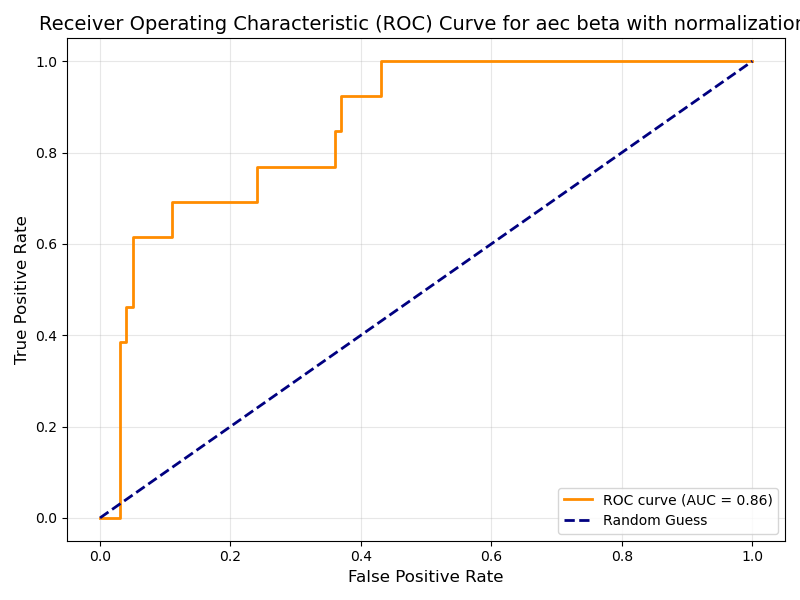 Receiver Operating Characteristic (ROC) Curve for aec beta with normalization
1.0
0.8
0.6
0.4
0.2
0.0
True Positive Rate
0.0 0.2 0.4 0.6 0.8 1.0
False Positive Rate
ROC curve (AUC = 0.86)
Random Guess